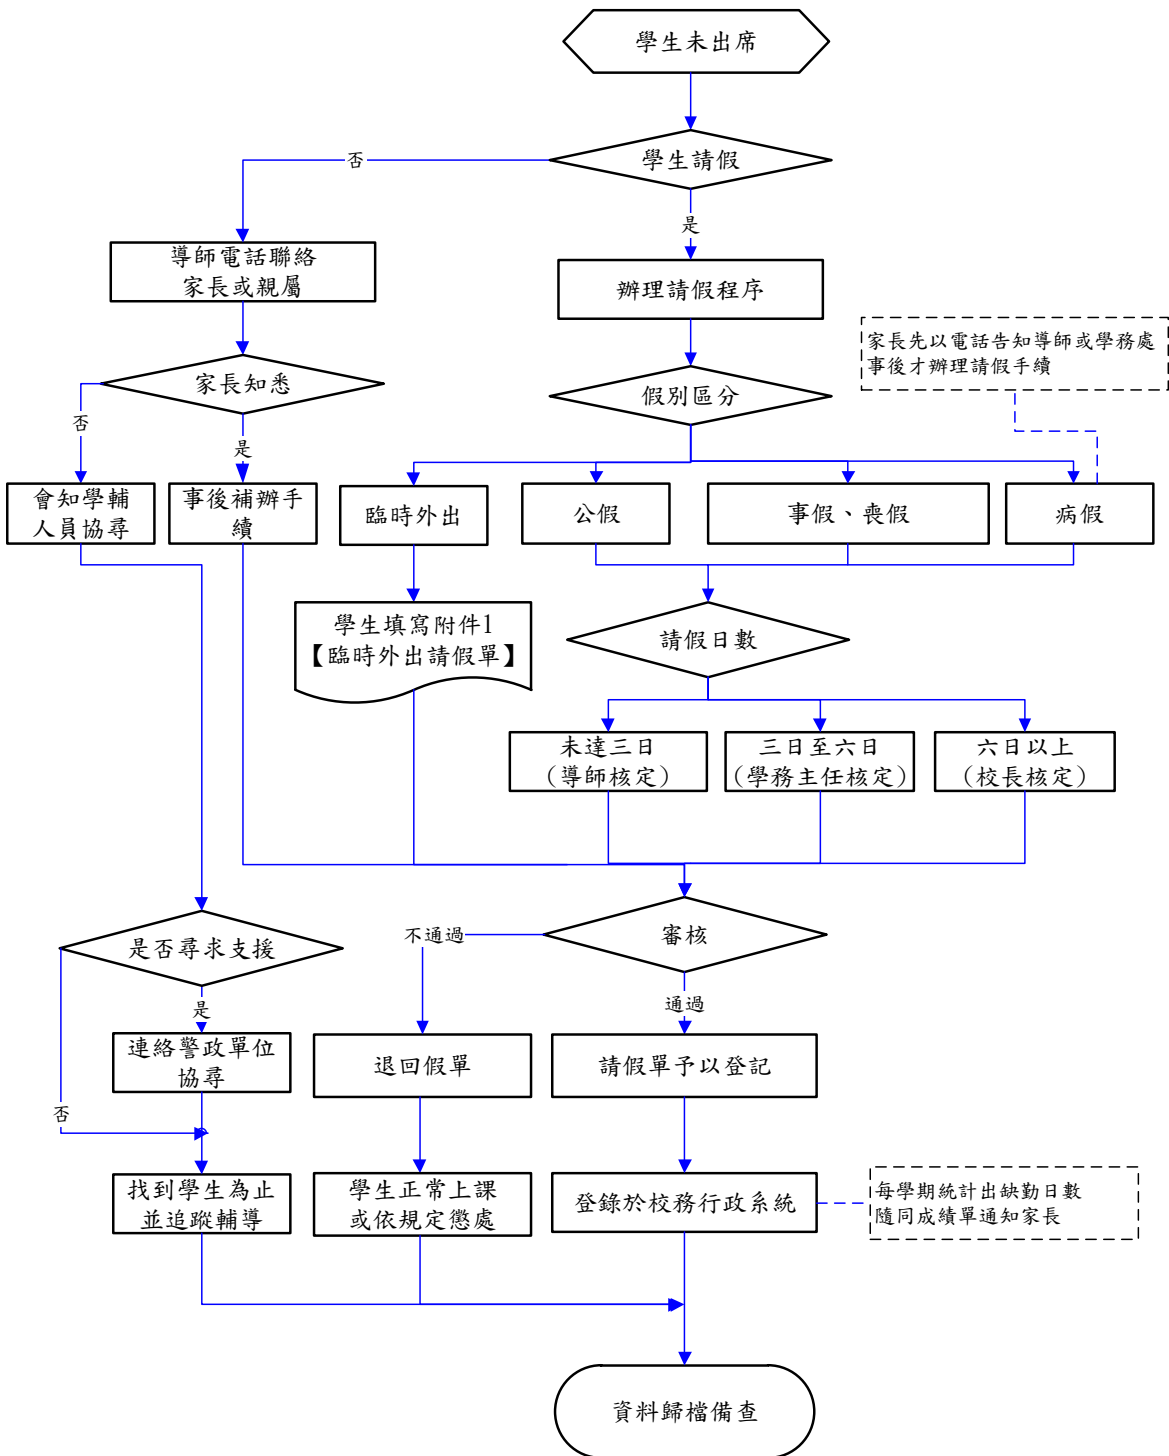 學生未出席
學生請假
否
是
導師電話聯絡
家長或親屬
辦理請假程序
家長先以電話告知導師或學務處
事後才辦理請假手續
家長知悉
假別區分
否
是
會知學輔
人員協尋
事後補辦手
續
臨時外出
公假
事假、喪假
病假
學生填寫附件1
【臨時外出請假單】
請假日數
未達三日
(導師核定)
三日至六日
(學務主任核定)
六日以上
(校長核定)
是否尋求支援
不通過
審核
是
通過
連絡警政單位
協尋
退回假單
請假單予以登記
否
找到學生為止
並追蹤輔導
學生正常上課
或依規定懲處
登錄於校務行政系統
每學期統計出缺勤日數
隨同成績單通知家長
資料歸檔備查